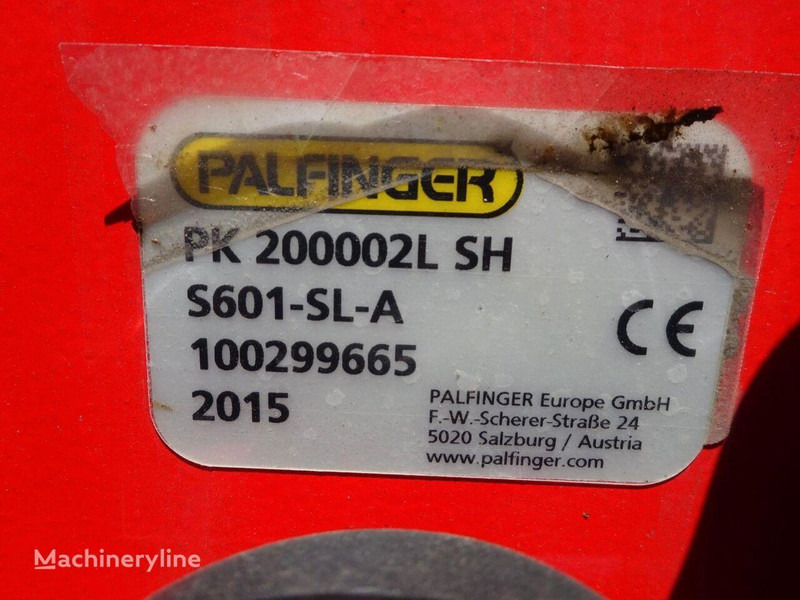 PALFINGER
PK 200002L SH
S601-SL-A
100299665
2015
CE
PALFINGER Europe GmbH
F.-W.-Scherer-Straße 24
5020 Salzburg / Austria
www.palfinger.com
Machineryline